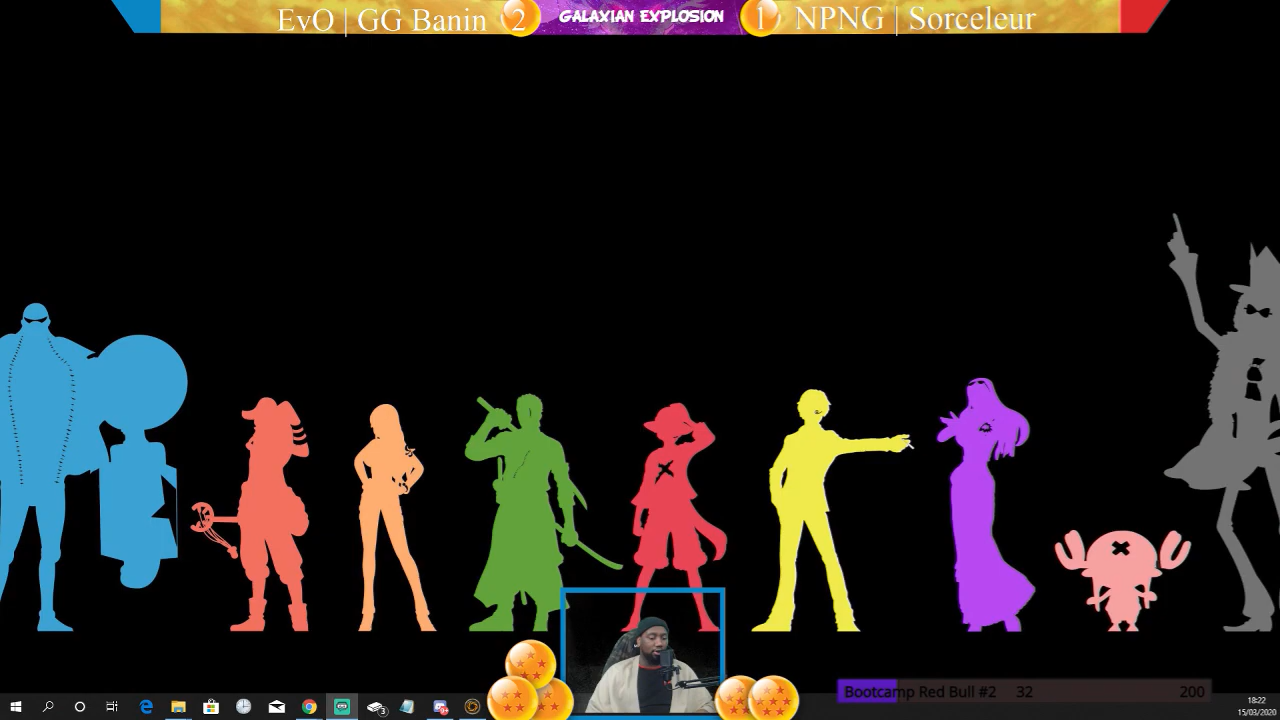 EvO | GG Banin 2 GALAXIAN EXPLOSION 1 NPNG | Sorceleur
Bootcamp Red Bull #2 32 200
18:22
15/03/2020